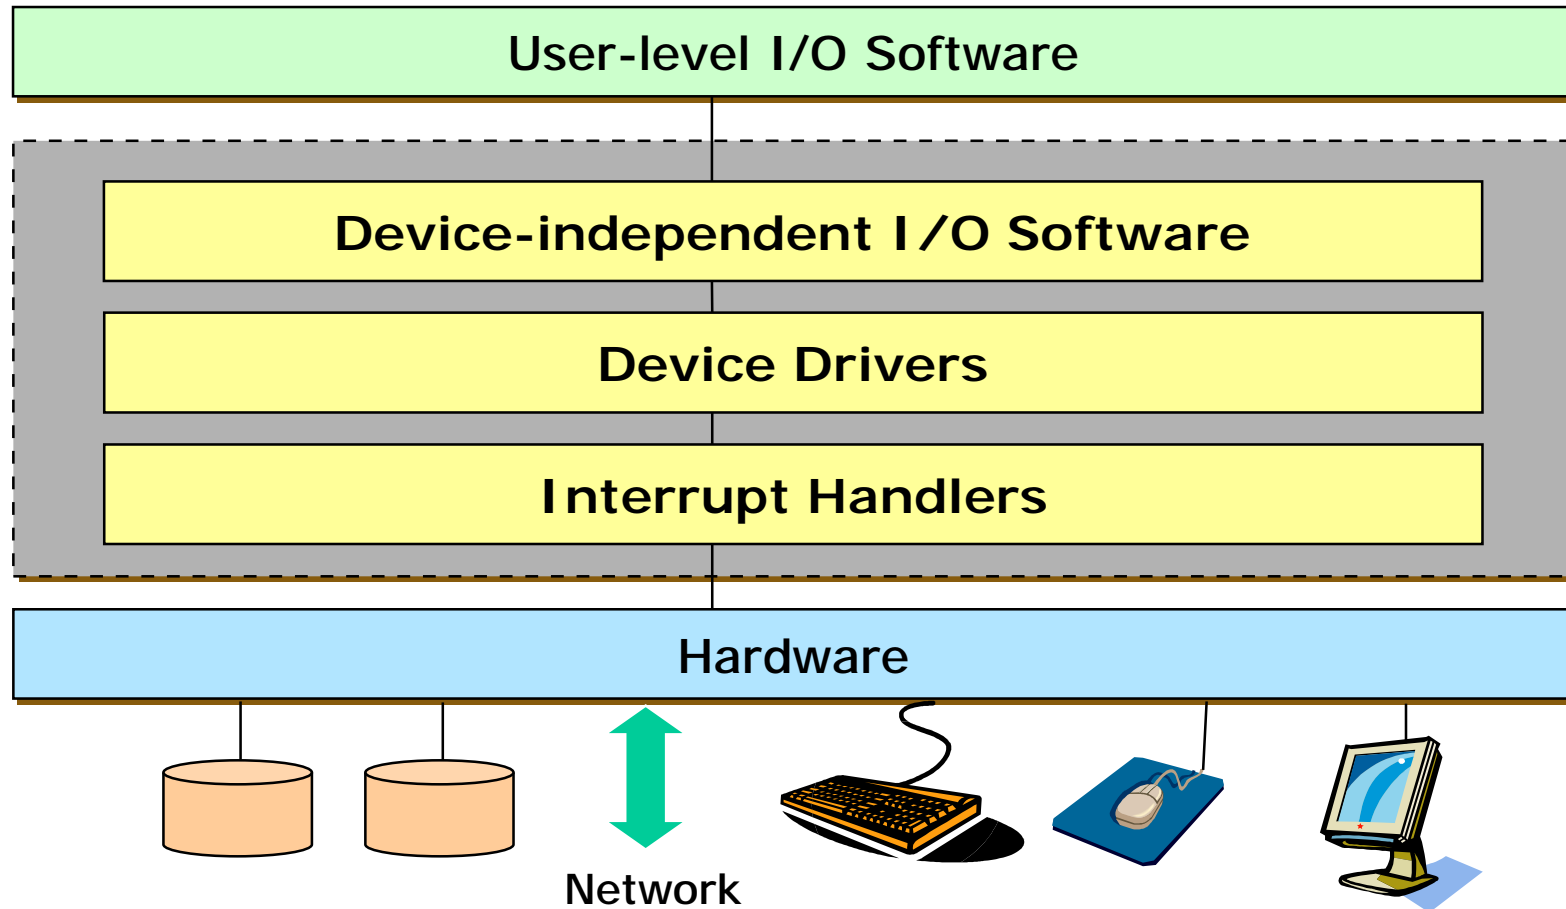 User-level I/O Software
Device-independent I/O Software
Device Drivers
Interrupt Handlers
Hardware
Network